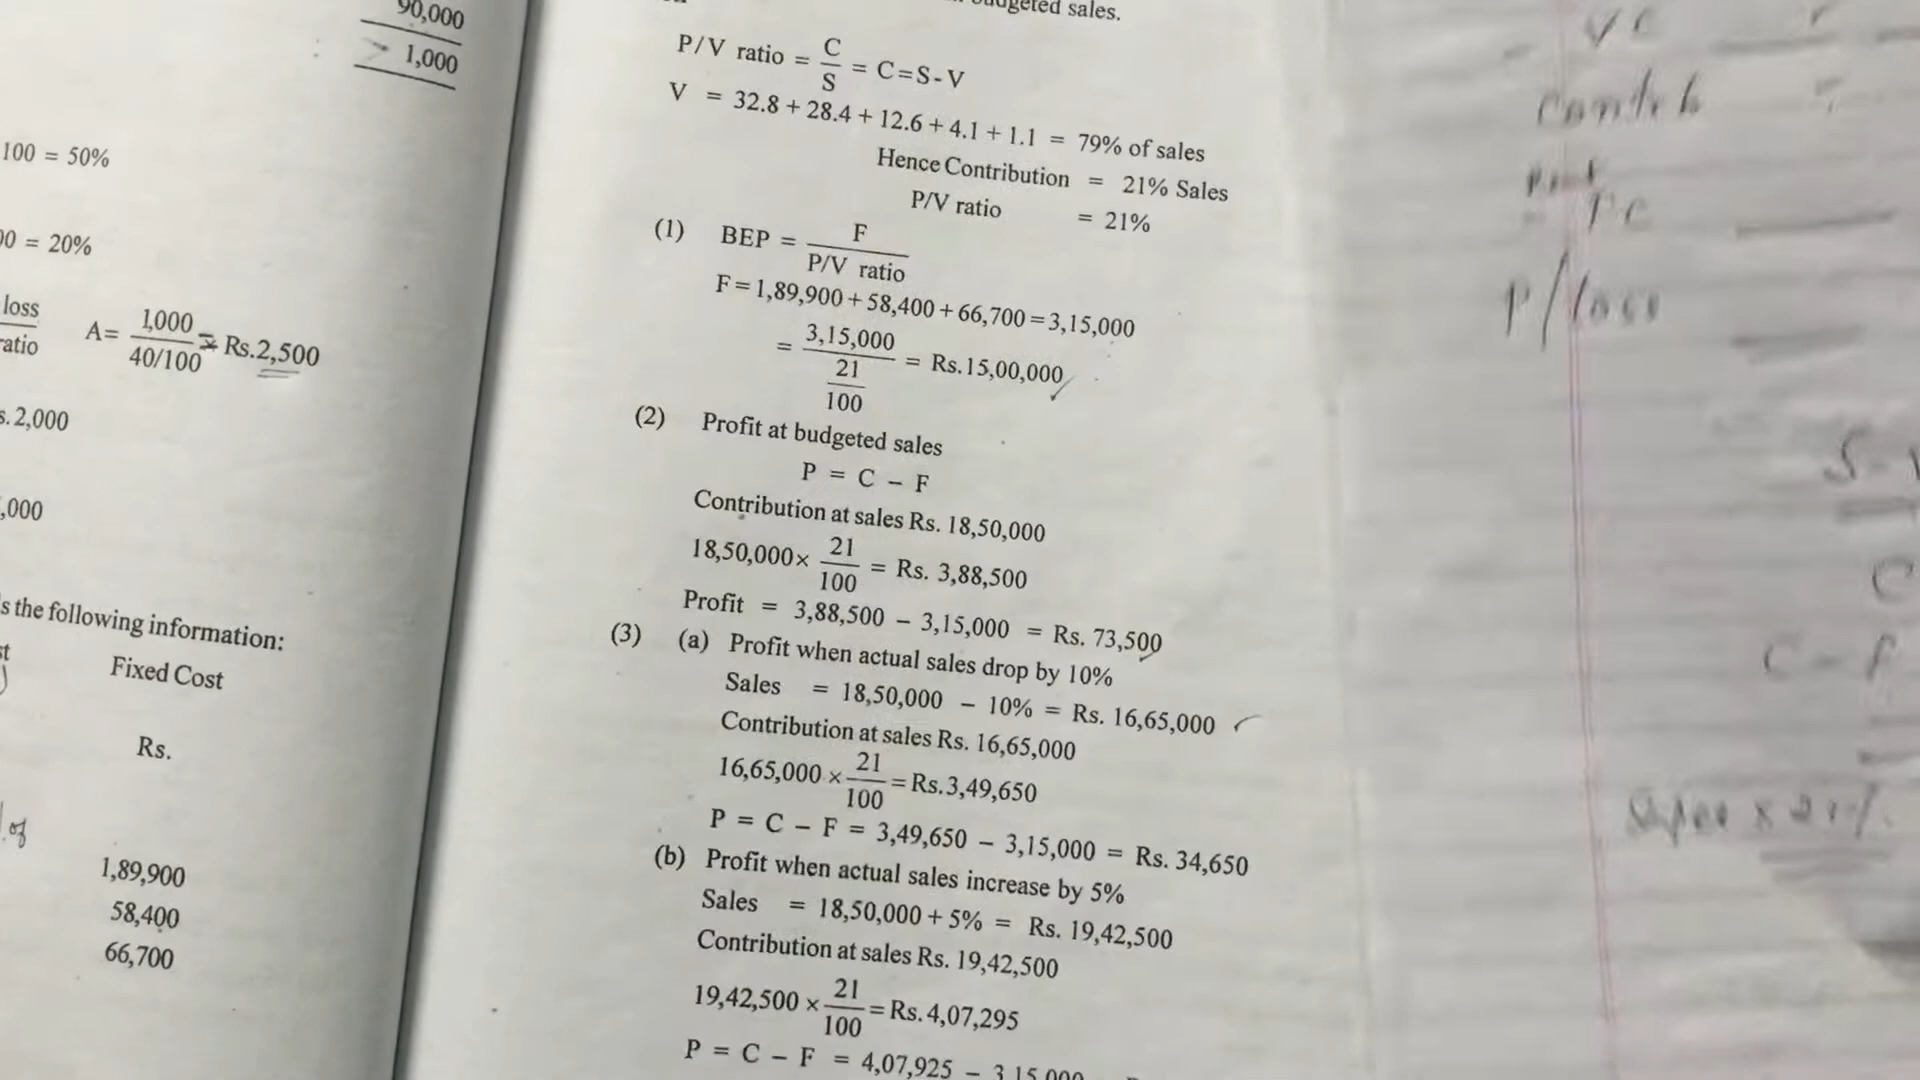 90,000
1,000
100 = 50%
00 = 20%
loss
ratio
A= 1,000 / 40/100 = Rs.2,500
s. 2,000
,000
s the following information:
st
Fixed Cost
Rs.
of
1,89,900
58,400
66,700
budgeted sales.
P/V ratio = C / S = C=S-V
V = 32.8 + 28.4 + 12.6 + 4.1 + 1.1 = 79% of sales
Hence Contribution = 21% Sales
P/V ratio = 21%
(1) BEP = F / P/V ratio
F = 1,89,900 + 58,400 + 66,700 = 3,15,000
= 3,15,000 / 21 / 100 = Rs.15,00,000
(2) Profit at budgeted sales
P = C - F
Contribution at sales Rs. 18,50,000
18,50,000 × 21 / 100 = Rs. 3,88,500
Profit = 3,88,500 - 3,15,000 = Rs. 73,500
(3) (a) Profit when actual sales drop by 10%
Sales = 18,50,000 - 10% = Rs. 16,65,000
Contribution at sales Rs. 16,65,000
16,65,000 × 21 / 100 = Rs.3,49,650
P = C - F = 3,49,650 - 3,15,000 = Rs. 34,650
(b) Profit when actual sales increase by 5%
Sales = 18,50,000 + 5% = Rs. 19,42,500
Contribution at sales Rs. 19,42,500
19,42,500 × 21 / 100 = Rs. 4,07,295
P = C - F = 4,07,925 - 3,15,000
VC
Contrb
FC
P/loss
S-V
C
C-F
x 21%